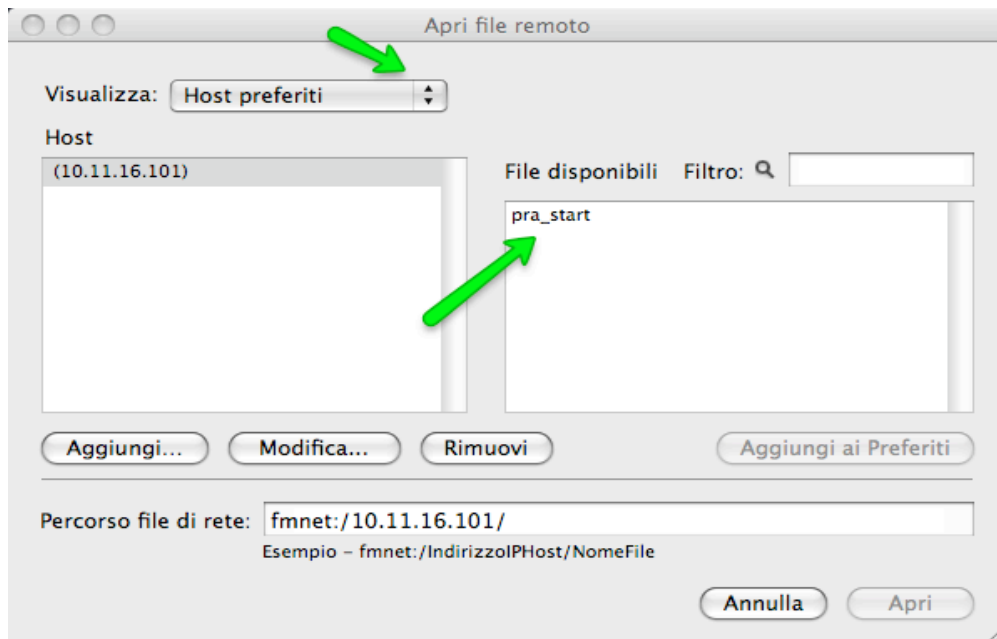 Apri file remoto
Visualizza: Host preferiti
Host
(10.11.16.101)
File disponibili Filtro:
pra_start
Aggiungi... Modifica... Rimuovi Aggiungi ai Preferiti
Percorso file di rete: fmnet:/10.11.16.101/
Esempio – fmnet:/IndirizzoIPHost/NomeFile
Annulla Apri